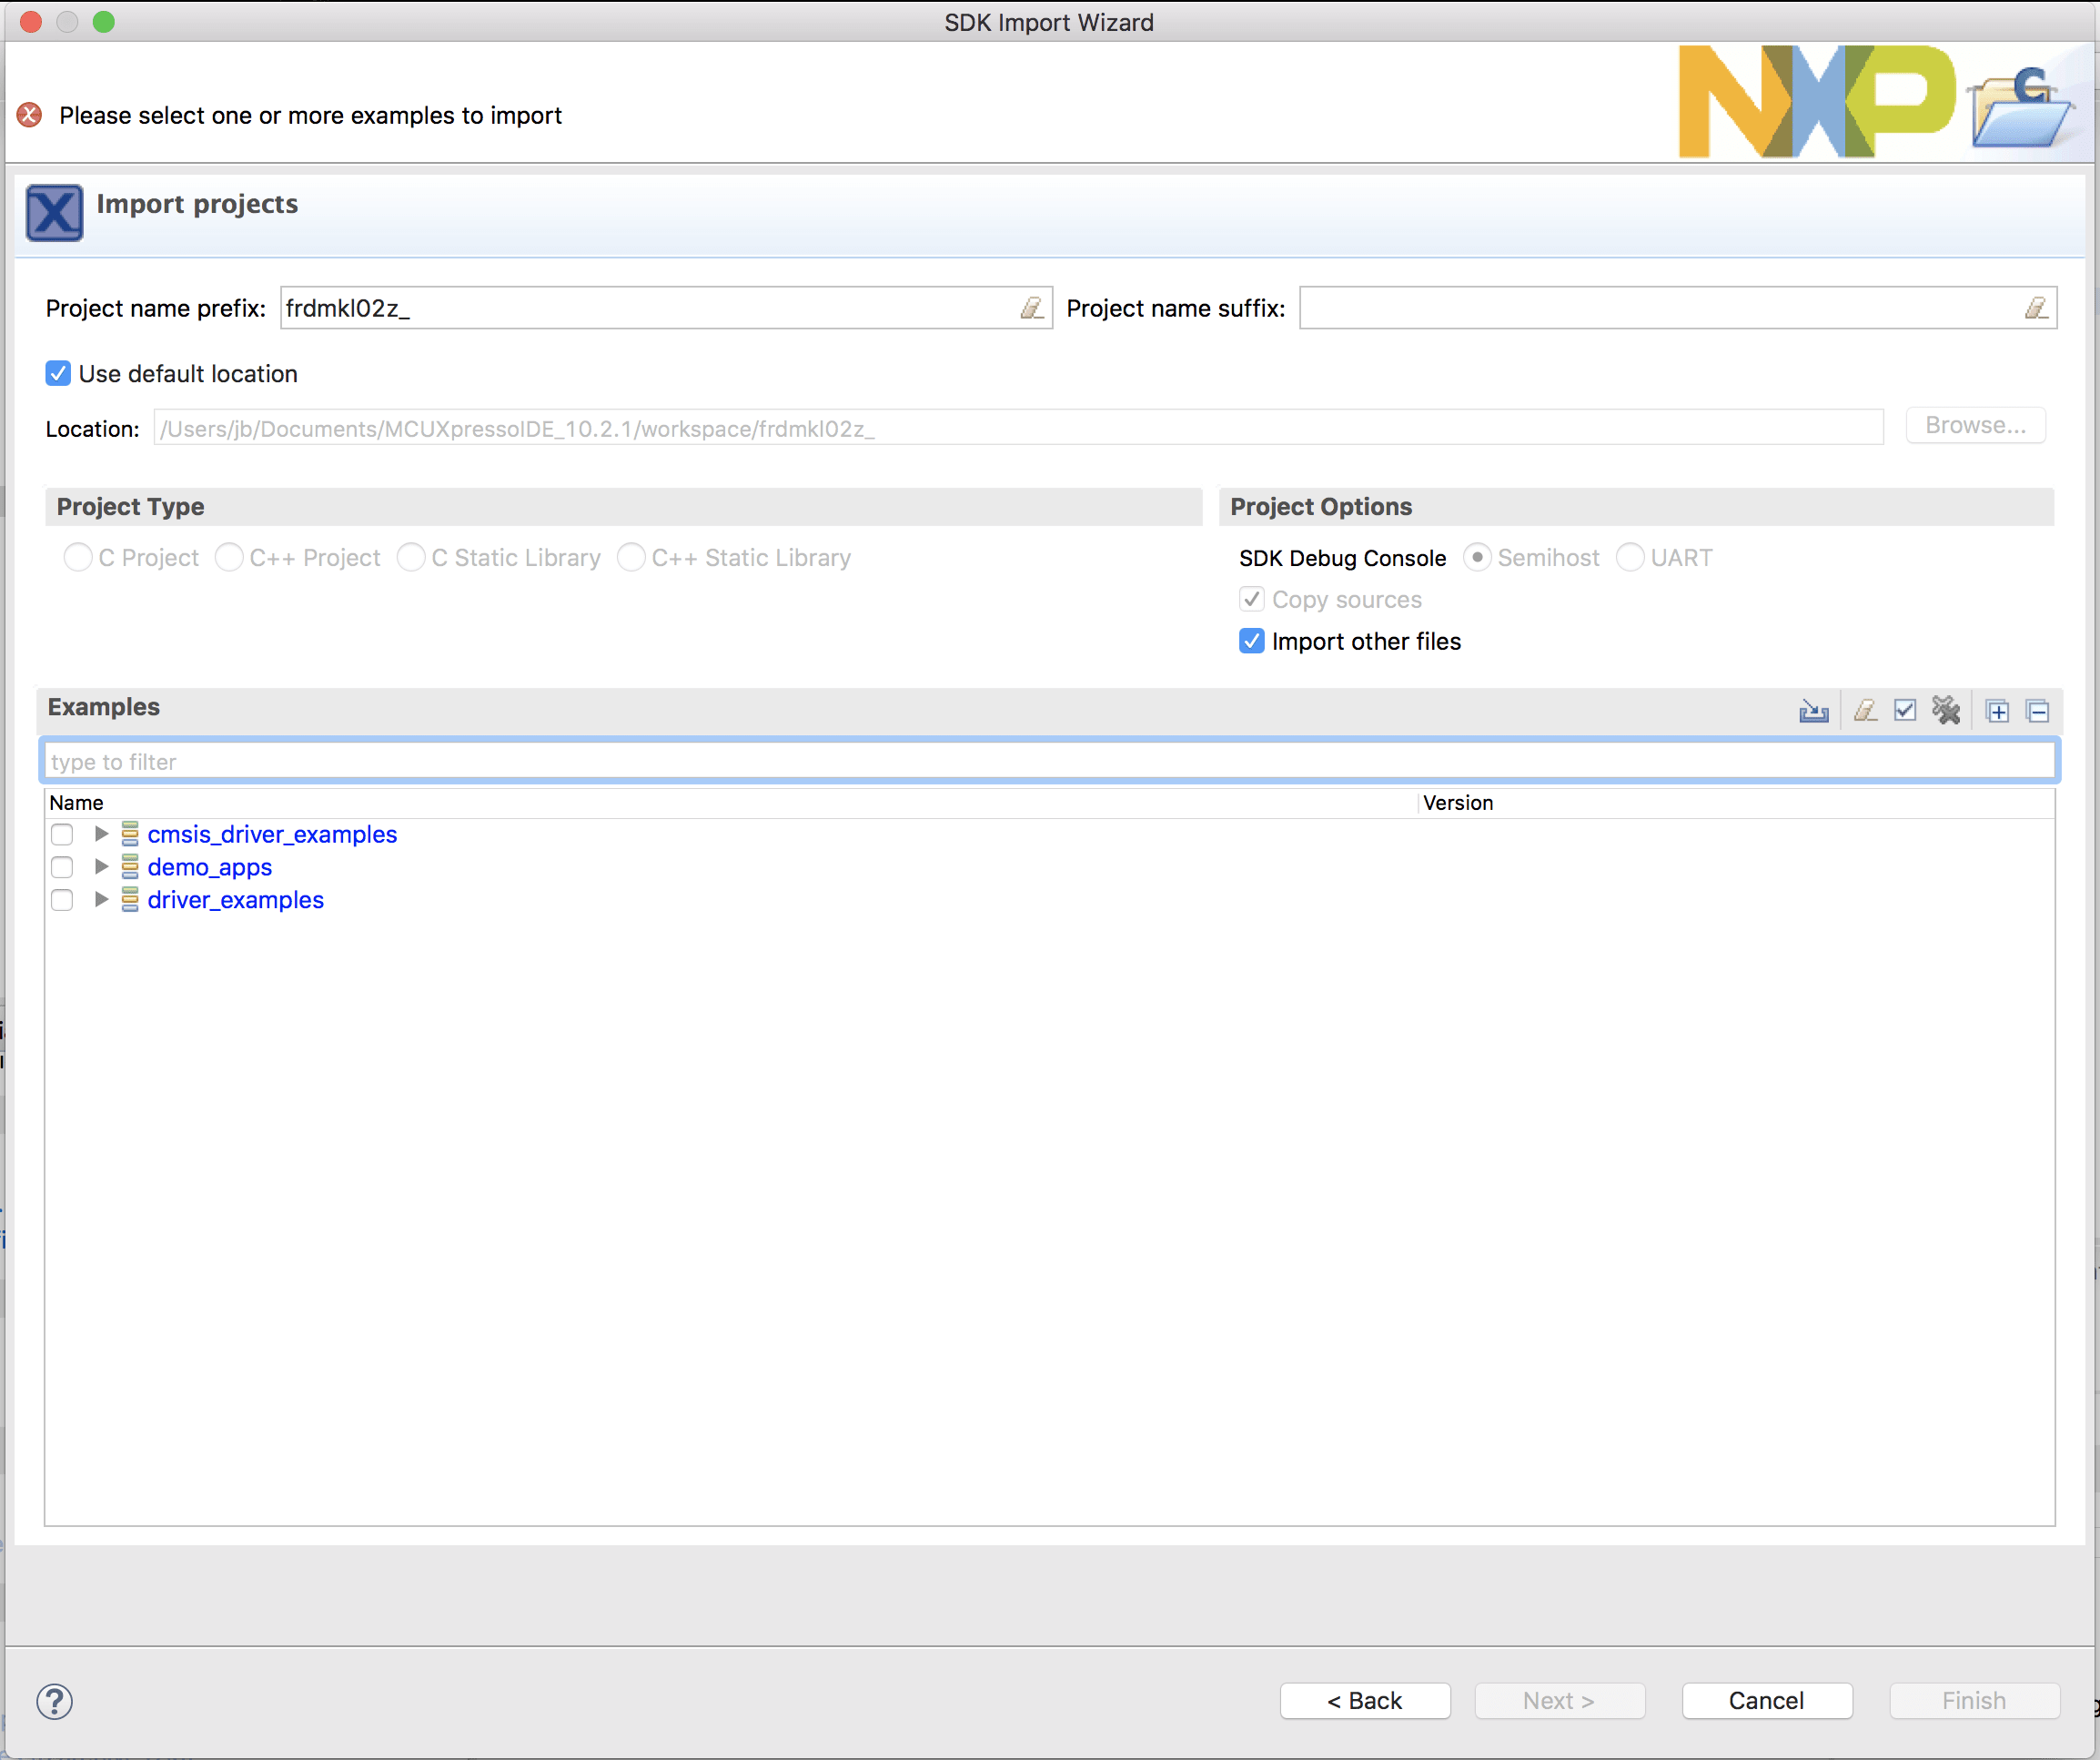 SDK Import Wizard
Please select one or more examples to import
NXP
C
X
Import projects
Project name prefix: frdmkl02z_ Project name suffix:
Use default location
Location: /Users/jb/Documents/MCUXpressoIDE_10.2.1/workspace/frdmkl02z_ Browse...
Project Type Project Options
C Project C++ Project C Static Library C++ Static Library SDK Debug Console Semihost UART
Copy sources
Import other files
Examples
type to filter
Name Version
cmsis_driver_examples
demo_apps
driver_examples
? < Back Next > Cancel Finish